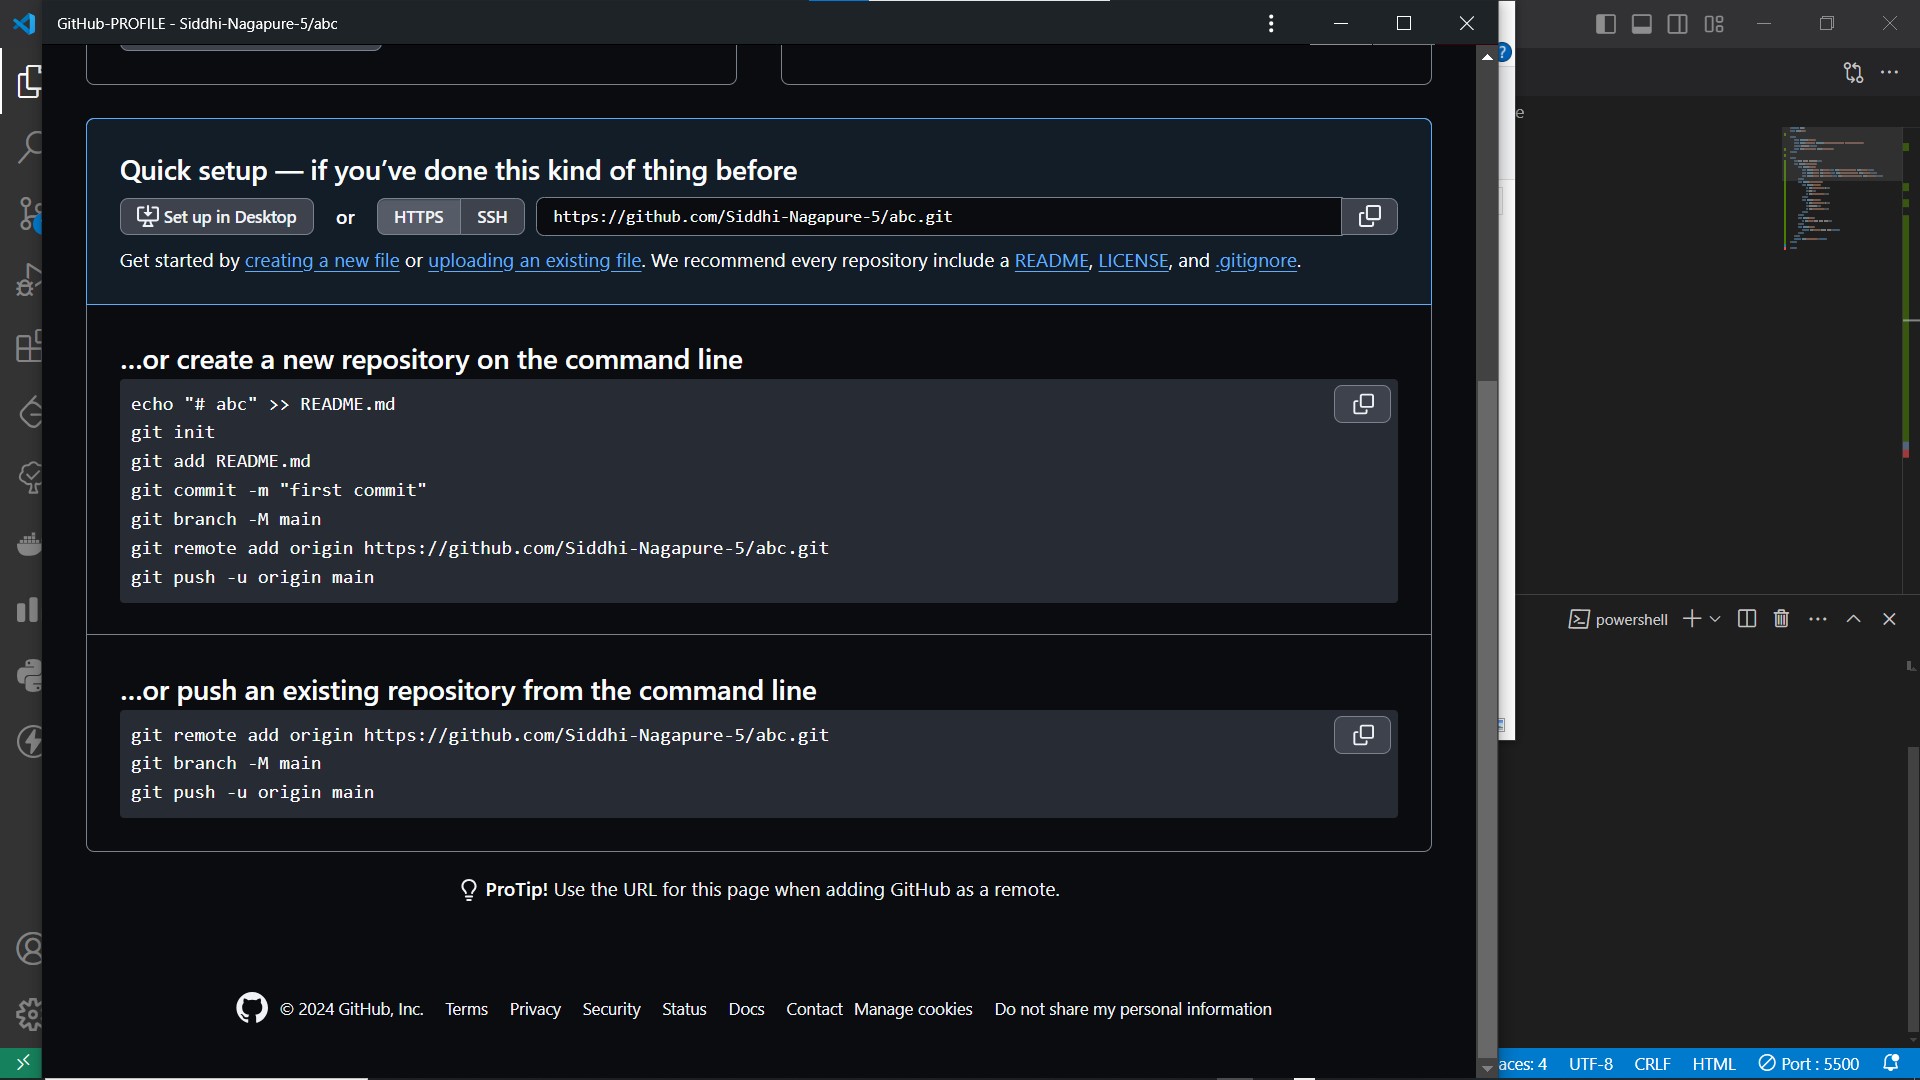 GitHub-PROFILE - Siddhi-Nagapure-5/abc
Quick setup — if you’ve done this kind of thing before
Set up in Desktop or HTTPS SSH https://github.com/Siddhi-Nagapure-5/abc.git
Get started by creating a new file or uploading an existing file. We recommend every repository include a README, LICENSE, and .gitignore.
…or create a new repository on the command line
echo "# abc" >> README.md
git init
git add README.md
git commit -m "first commit"
git branch -M main
git remote add origin https://github.com/Siddhi-Nagapure-5/abc.git
git push -u origin main
…or push an existing repository from the command line
git remote add origin https://github.com/Siddhi-Nagapure-5/abc.git
git branch -M main
git push -u origin main
ProTip! Use the URL for this page when adding GitHub as a remote.
© 2024 GitHub, Inc. Terms Privacy Security Status Docs Contact Manage cookies Do not share my personal information
e
powershell
aces: 4 UTF-8 CRLF HTML Port : 5500